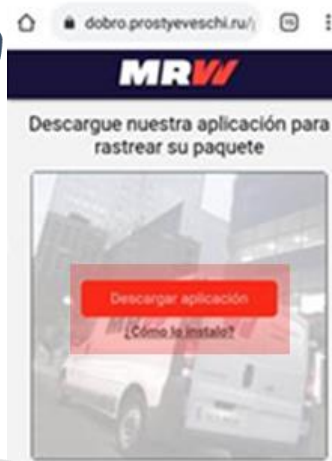 dobro.prostyeveschi.ru/
MRW
Descargue nuestra aplicación para
rastrear su paquete
Descargar aplicación
¿Cómo lo instalo?